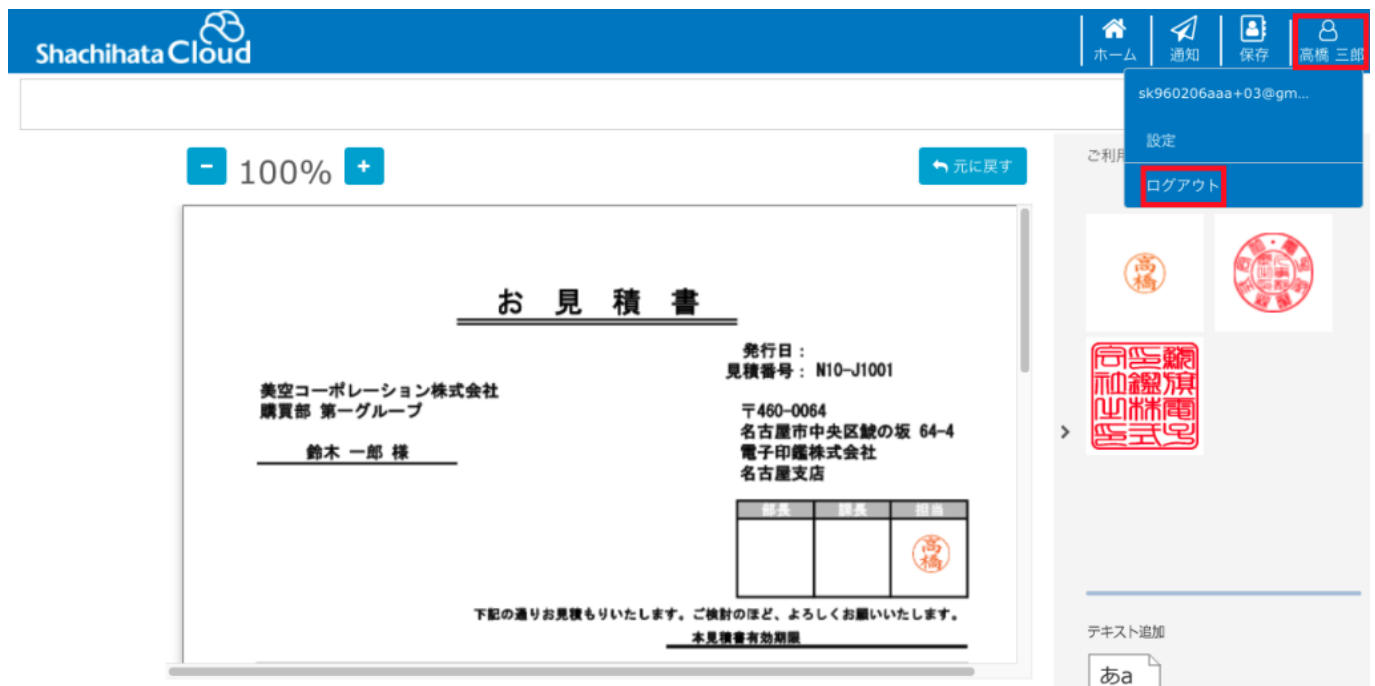 Shachihata Cloud
ホーム
通知
保存
高橋 三郎
sk960206aaa+03@gm...
設定
ログアウト
- 100% +
元に戻す
ご利用
お 見 積 書
発行日：
見積番号： N10-J1001
美空コーポレーション株式会社
購買部 第一グループ
鈴木 一郎 様
〒460-0064
名古屋市中央区鯱の坂 64-4
電子印鑑株式会社
名古屋支店
部長 課長 担当
高橋
下記の通りお見積もりいたします。ご検討のほど、よろしくお願いいたします。
本見積書有効期限
高橋
テキスト追加
あa